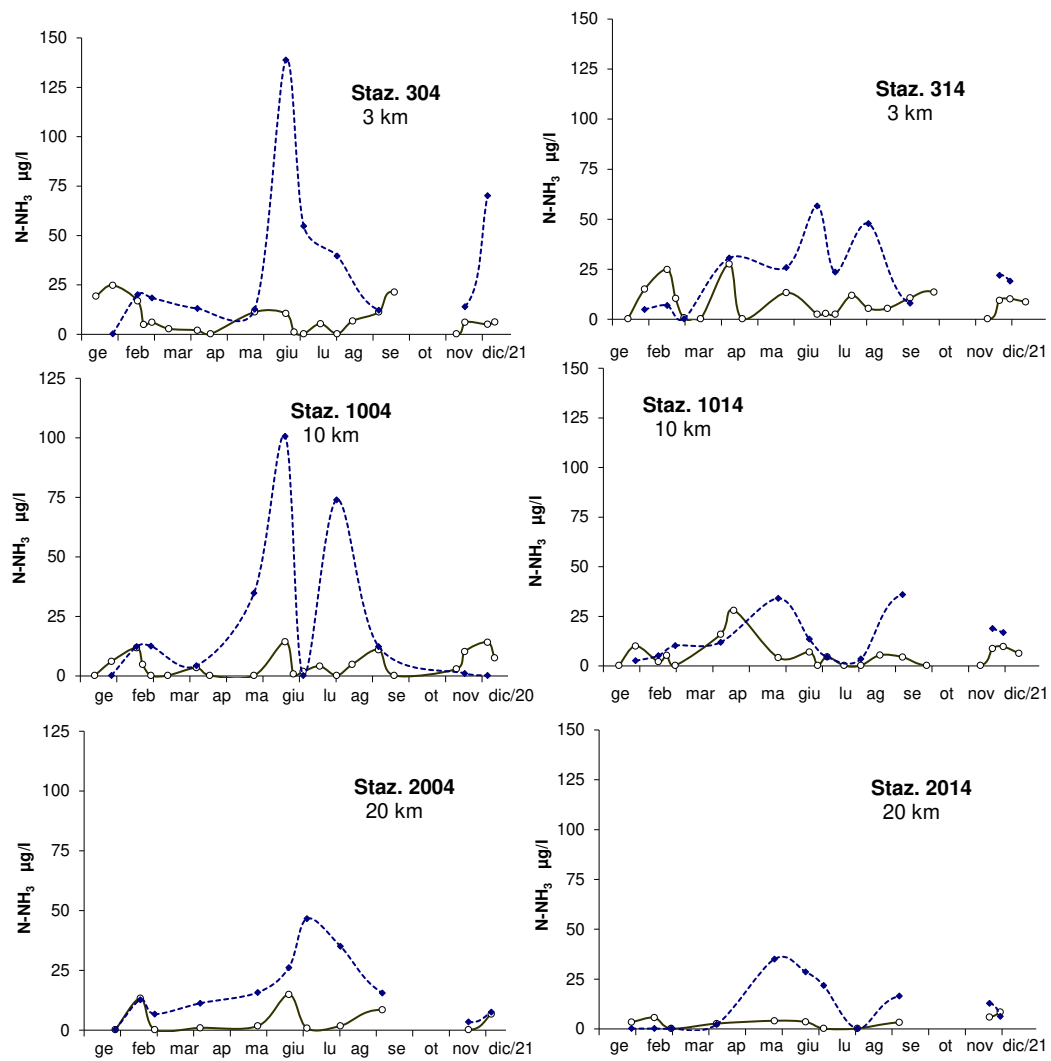 150
125
100
75
50
25
0
N-NH₃ µg/l
Staz. 304
3 km
ge feb mar ap ma giu lu ag se ot nov dic/21
150
125
100
75
50
25
0
N-NH₃ µg/l
Staz. 314
3 km
ge feb mar ap ma giu lu ag se ot nov dic/21
125
100
75
50
25
0
N-NH₃ µg/l
Staz. 1004
10 km
ge feb mar ap ma giu lu ag se ot nov dic/20
150
125
100
75
50
25
0
N-NH₃ µg/l
Staz. 1014
10 km
ge feb mar ap ma giu lu ag se ot nov dic/21
125
100
75
50
25
0
N-NH₃ µg/l
Staz. 2004
20 km
ge feb mar ap ma giu lu ag se ot nov dic/21
150
125
100
75
50
25
0
N-NH₃ µg/l
Staz. 2014
20 km
ge feb mar ap ma giu lu ag se ot nov dic/21